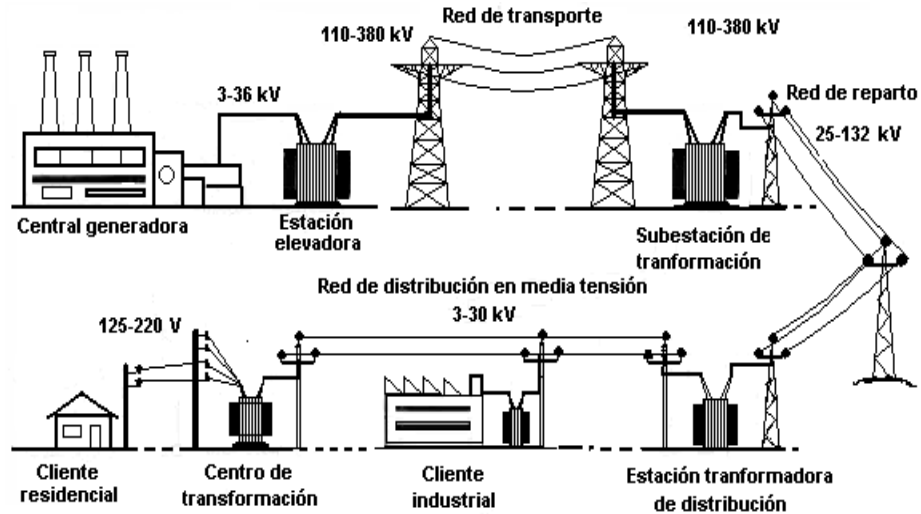 Red de transporte
110-380 kV
110-380 kV
3-36 kV
Red de reparto
25-132 kV
Central generadora
Estación
elevadora
Subestación de
tranformación
Red de distribución en media tensión
3-30 kV
125-220 V
Cliente
residencial
Centro de
transformación
Cliente
industrial
Estación tranformadora
de distribución